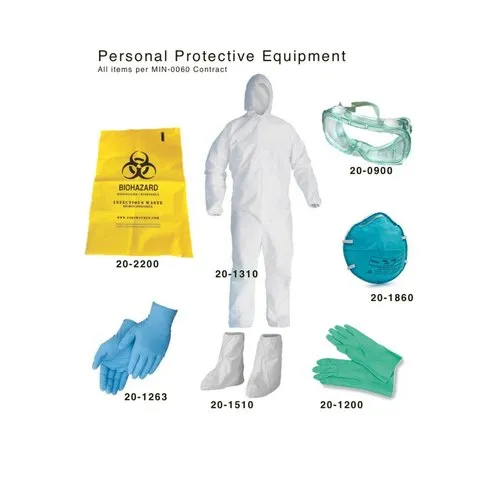 Personal Protective Equipment
All items per MIN-0060 Contract
BIOHAZARD
INFECTIOUS WASTE
20-0900
20-2200
20-1310
20-1860
20-1263
20-1510
20-1200